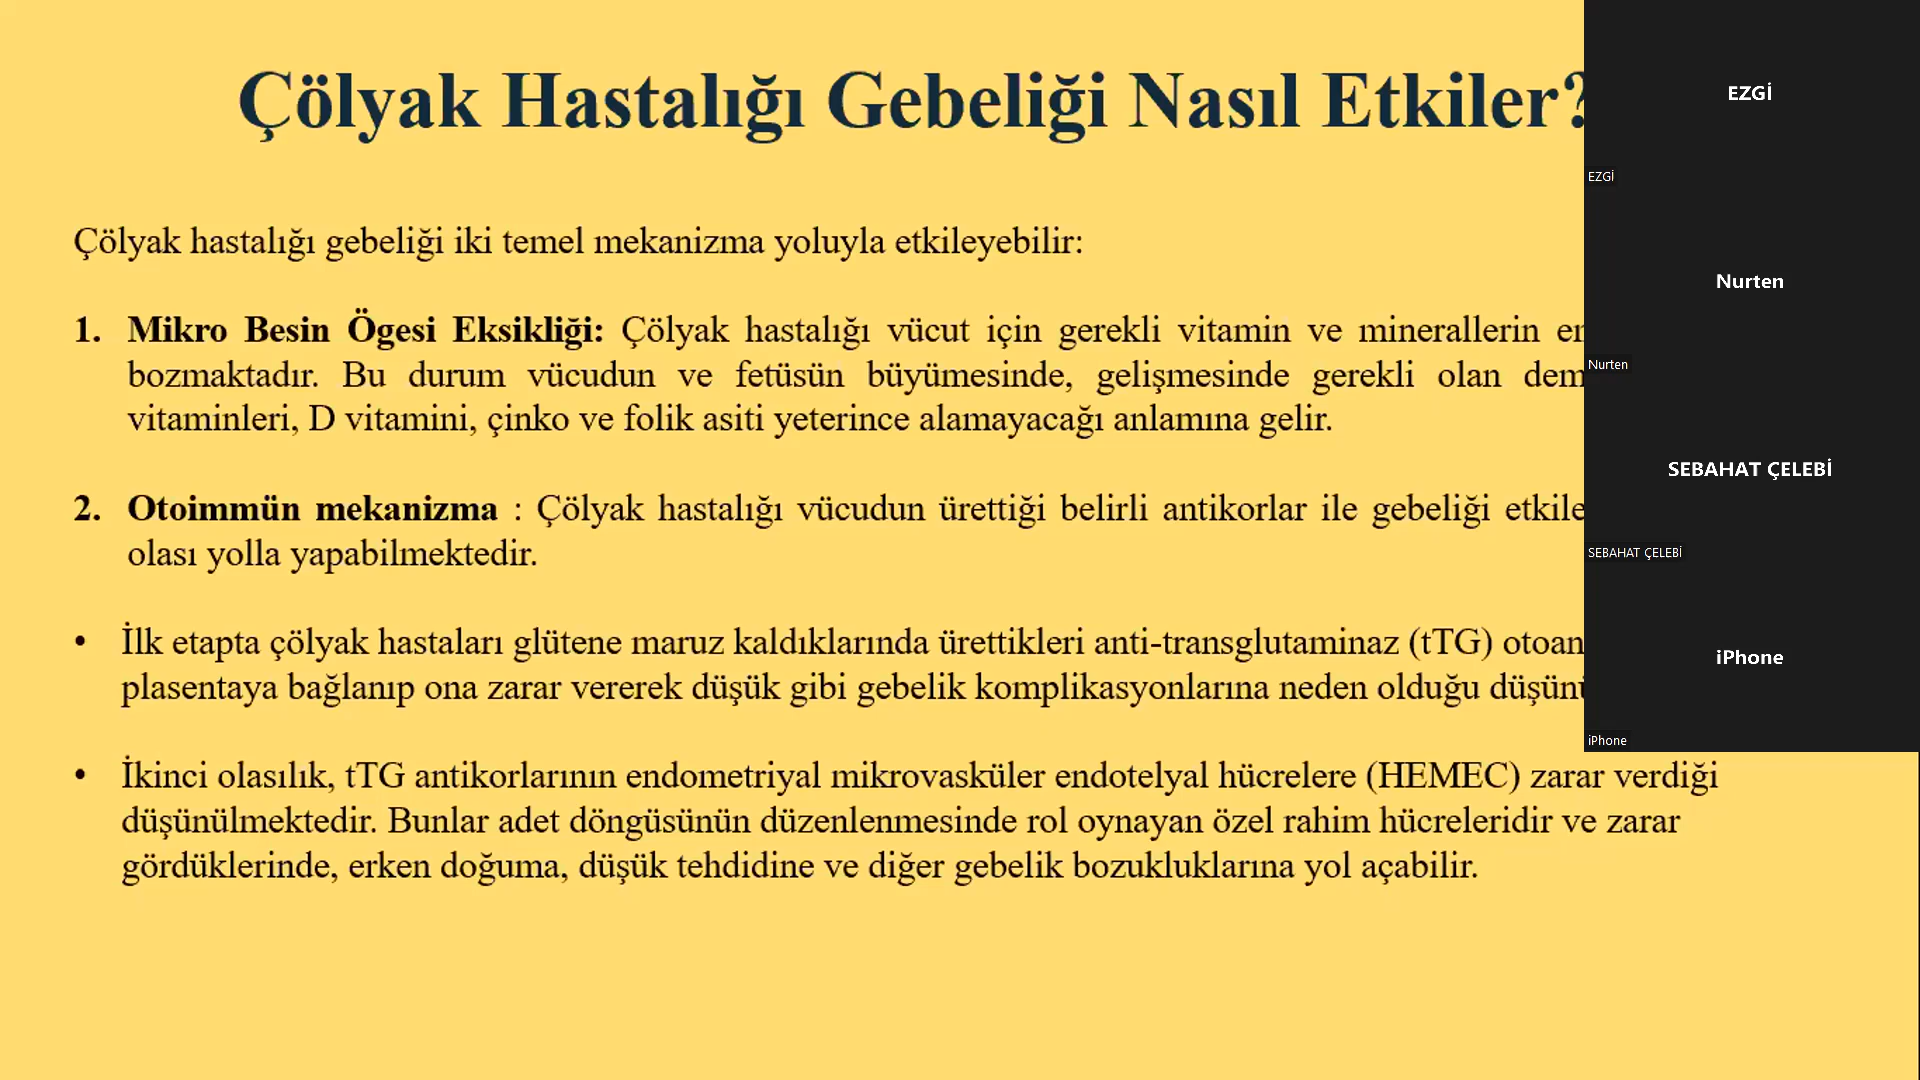 Çölyak Hastalığı Gebeliği Nasıl Etkiler?
Çölyak hastalığı gebeliği iki temel mekanizma yoluyla etkileyebilir:
1. Mikro Besin Ögesi Eksikliği: Çölyak hastalığı vücut için gerekli vitamin ve minerallerin
bozmaktadır. Bu durum vücudun ve fetüsün büyümesinde, gelişmesinde gerekli olan
vitaminleri, D vitamini, çinko ve folik asiti yeterince alamayacağı anlamına gelir.
2. Otoimmün mekanizma : Çölyak hastalığı vücudun ürettiği belirli antikorlar ile gebeliği
olası yolla yapabilmektedir.
• İlk etapta çölyak hastaları glütene maruz kaldıklarında ürettikleri anti-transglutaminaz (tTG)
plasentaya bağlanıp ona zarar vererek düşük gibi gebelik komplikasyonlarına neden olduğu
• İkinci olasılık, tTG antikorlarının endometriyal mikrovasküler endotelyal hücrelere (HEMEC) zarar verdiği
düşünülmektedir. Bunlar adet döngüsünün düzenlenmesinde rol oynayan özel rahim hücreleridir ve zarar
gördüklerinde, erken doğuma, düşük tehdidine ve diğer gebelik bozukluklarına yol açabilir.
EZGİ
EZGİ
Nurten
Nurten
SEBAHAT ÇELEBİ
SEBAHAT ÇELEBİ
iPhone
iPhone